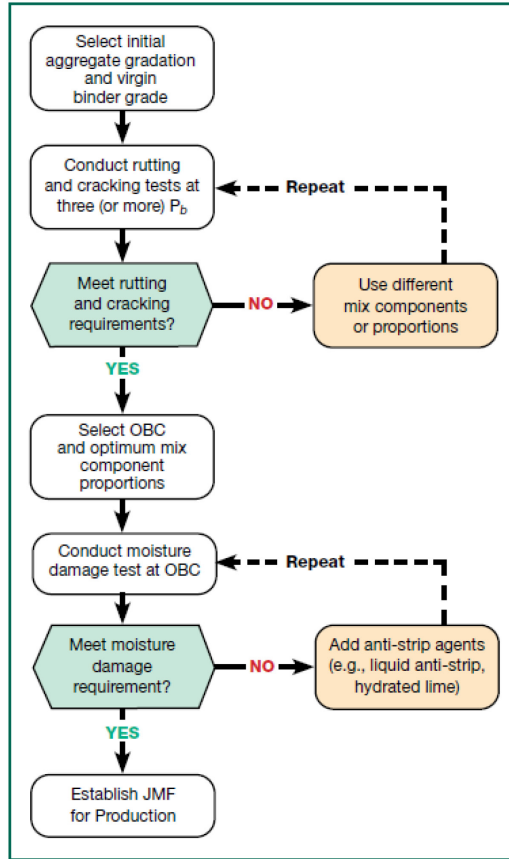 Select initial
aggregate gradation
and virgin
binder grade
Conduct rutting
and cracking tests at
three (or more) P_b
Repeat
Meet rutting
and cracking
requirements?
NO
Use different
mix components
or proportions
YES
Select OBC
and optimum mix
component
proportions
Conduct moisture
damage test at OBC
Repeat
Meet moisture
damage
requirement?
NO
Add anti-strip agents
(e.g., liquid anti-strip,
hydrated lime)
YES
Establish JMF
for Production